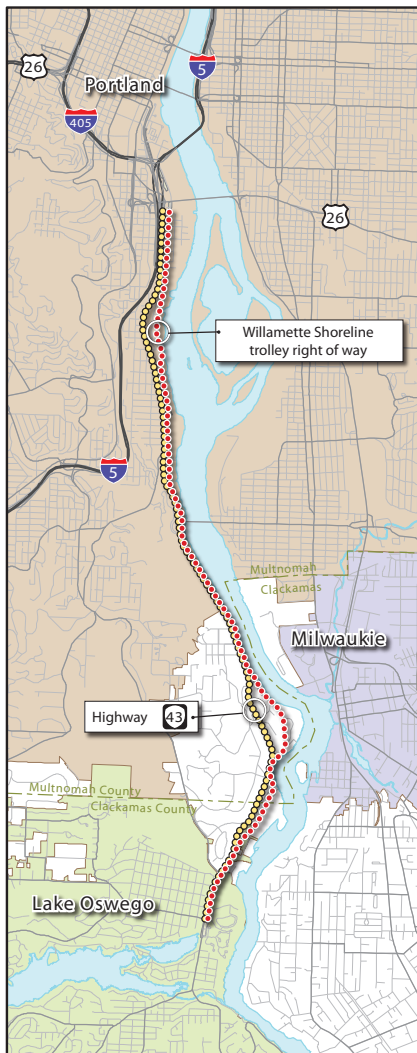 26
5
Portland
405
26
Willamette Shoreline
trolley right of way
5
Multnomah
Clackamas
Milwaukie
Highway 43
Multnomah County
Clackamas County
Lake Oswego